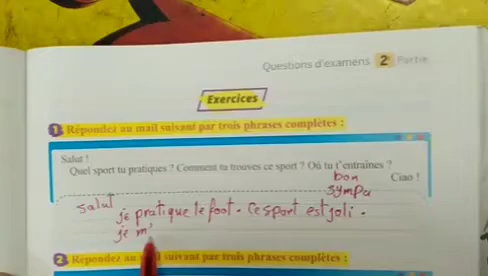 Questions d'examens 2e Partie
Exercices
1 Répondez au mail suivant par trois phrases complètes :
Salut !
Quel sport tu pratiques ? Comment tu trouves ce sport ? Où tu t'entraînes ?
bon
Ciao !
sympa
salut
je pratique le foot. Ce sport est joli.
je m'
2 Répondez au mail suivant par trois phrases complètes :